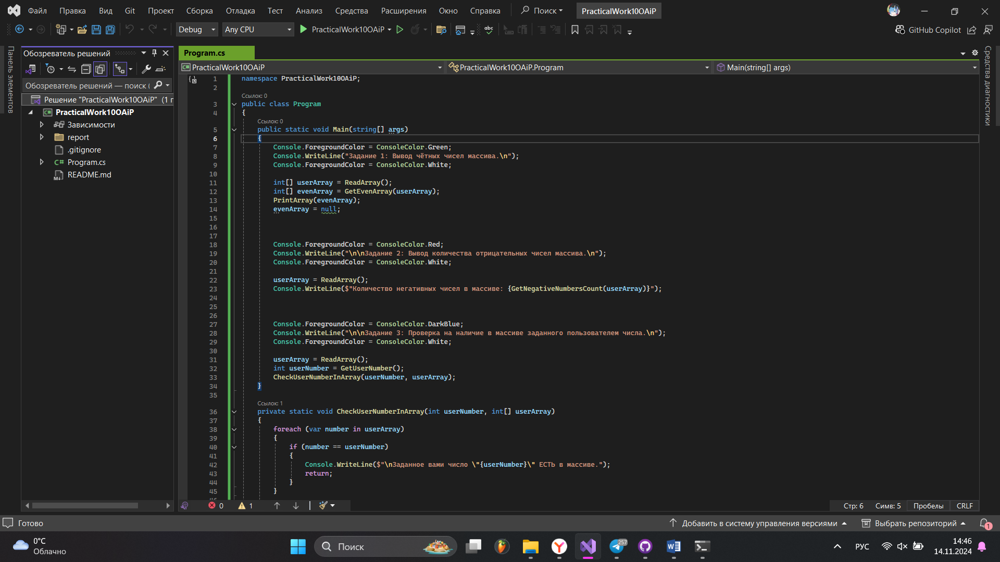 Файл Правка Вид Git Проект Сборка Отладка Тест Анализ Средства Расширения Окно Справка Поиск PracticalWork10OAiP
Debug Any CPU PracticalWork10OAiP abc GitHub Copilot
Панель элементов
Обозреватель решений
Обозреватель решений — поиск (
Решение "PracticalWork10OAiP" (1 г
C# PracticalWork10OAiP
Зависимости
report
.gitignore
C# Program.cs
README.md
Program.cs
C# PracticalWork10OAiP PracticalWork10OAiP.Program Main(string[] args)
Средства диагностики
1 namespace PracticalWork10OAiP;
2
Ссылок: 0
3 public class Program
4 {
Ссылок: 0
5 public static void Main(string[] args)
6 {
7 Console.ForegroundColor = ConsoleColor.Green;
8 Console.WriteLine("Задание 1: Вывод чётных чисел массива.\n");
9 Console.ForegroundColor = ConsoleColor.White;
10
11 int[] userArray = ReadArray();
12 int[] evenArray = GetEvenArray(userArray);
13 PrintArray(evenArray);
14 evenArray = null;
15
16
17
18 Console.ForegroundColor = ConsoleColor.Red;
19 Console.WriteLine("\n\nЗадание 2: Вывод количества отрицательных чисел массива.\n");
20 Console.ForegroundColor = ConsoleColor.White;
21
22 userArray = ReadArray();
23 Console.WriteLine($"Количество негативных чисел в массиве: {GetNegativeNumbersCount(userArray)}");
24
25
26
27 Console.ForegroundColor = ConsoleColor.DarkBlue;
28 Console.WriteLine("\n\nЗадание 3: Проверка на наличие в массиве заданного пользователем числа.\n");
29 Console.ForegroundColor = ConsoleColor.White;
30
31 userArray = ReadArray();
32 int userNumber = GetUserNumber();
33 CheckUserNumberInArray(userNumber, userArray);
34 }
35
Ссылок: 1
36 private static void CheckUserNumberInArray(int userNumber, int[] userArray)
37 {
38 foreach (var number in userArray)
39 {
40 if (number == userNumber)
41 {
42 Console.WriteLine($"\nЗаданное вами число \"{userNumber}\" ЕСТЬ в массиве.");
43 return;
44 }
45 }
0 1 Стр: 6 Симв: 5 Пробелы CRLF
Готово Добавить в систему управления версиями Выбрать репозиторий 1
0°C
Облачно
Поиск 257 РУС
14:46
14.11.2024